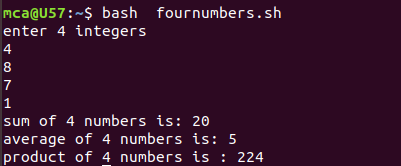 mca@U57:~$ bash  fournumbers.sh
enter 4 integers
4
8
7
1
sum of 4 numbers is: 20
average of 4 numbers is: 5
product of 4 numbers is : 224